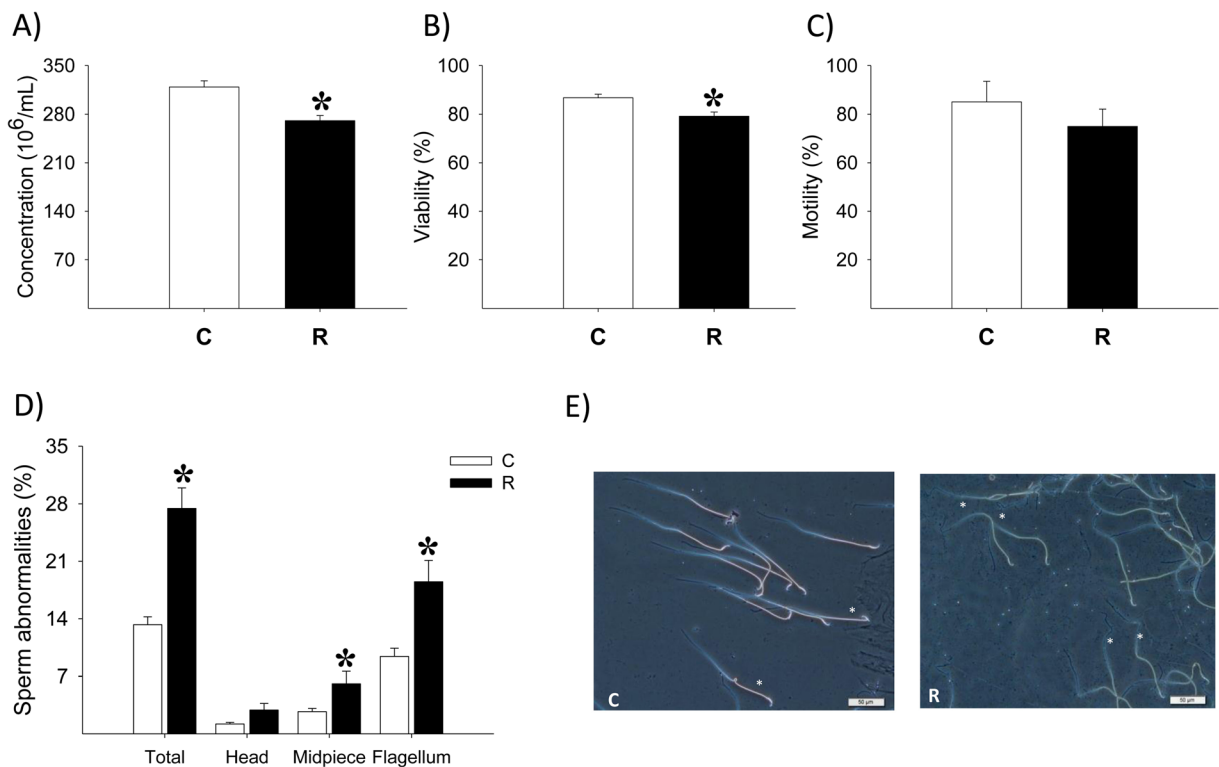 A)
Concentration (10⁶/mL)
350
280
210
140
70
*
C
R
B)
Viability (%)
100
80
60
40
20
*
C
R
C)
Motility (%)
100
80
60
40
20
C
R
D)
Sperm abnormalities (%)
35
28
21
14
7
*
*
*
C
R
Total
Head
Midpiece
Flagellum
E)
*
*
C
50 µm
* *
* *
R
50 µm